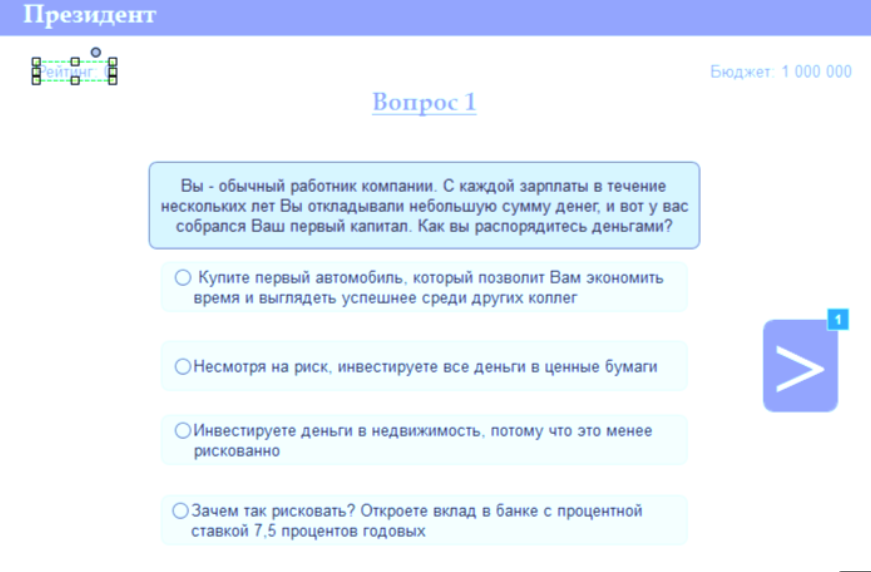 Президент
Рейтинг: 0
Бюджет: 1 000 000
Вопрос 1
Вы - обычный работник компании. С каждой зарплаты в течение
нескольких лет Вы откладывали небольшую сумму денег, и вот у вас
собрался Ваш первый капитал. Как вы распорядитесь деньгами?
Купите первый автомобиль, который позволит Вам экономить
время и выглядеть успешнее среди других коллег
1
>
Несмотря на риск, инвестируете все деньги в ценные бумаги
Инвестируете деньги в недвижимость, потому что это менее
рискованно
Зачем так рисковать? Откроете вклад в банке с процентной
ставкой 7,5 процентов годовых